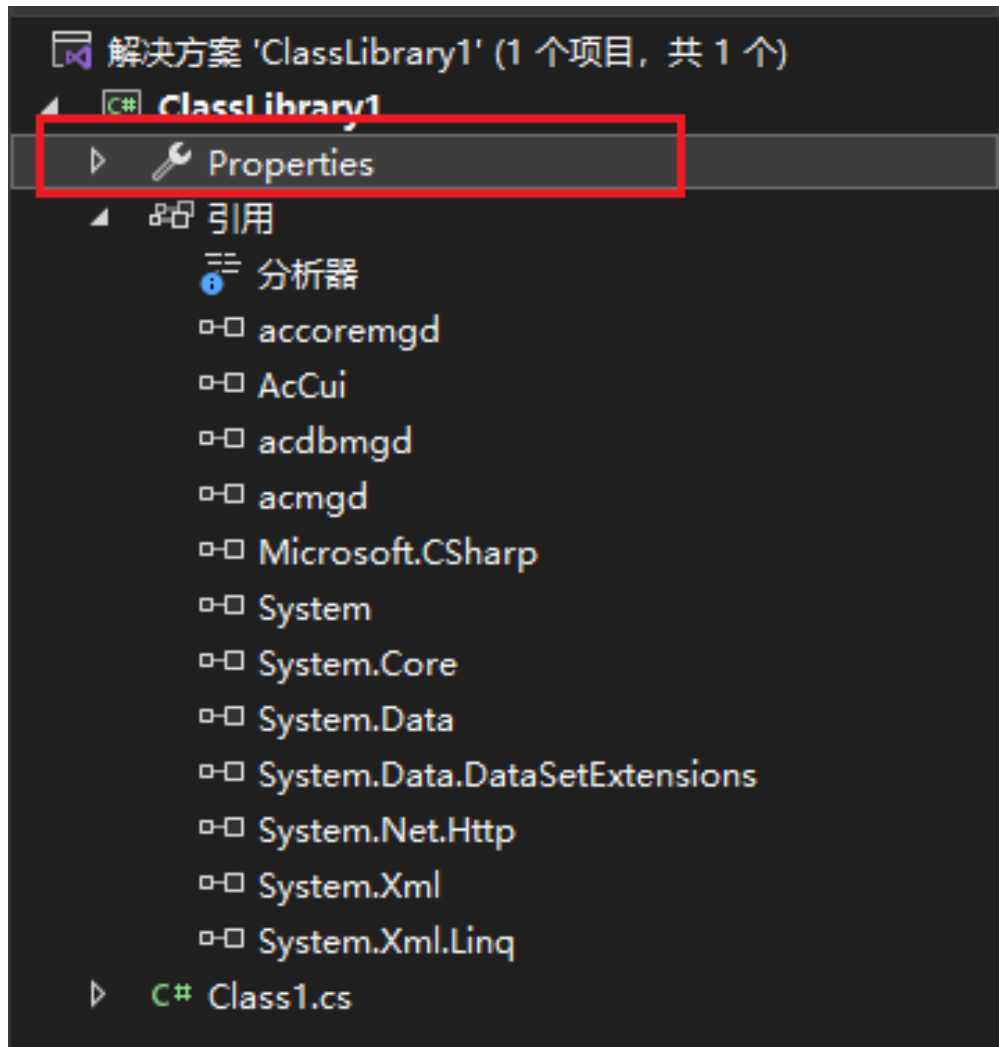 解决方案 'ClassLibrary1' (1 个项目，共 1 个)
C# ClassLibrary1
Properties
引用
分析器
accoremgd
AcCui
acdbmgd
acmgd
Microsoft.CSharp
System
System.Core
System.Data
System.Data.DataSetExtensions
System.Net.Http
System.Xml
System.Xml.Linq
C# Class1.cs